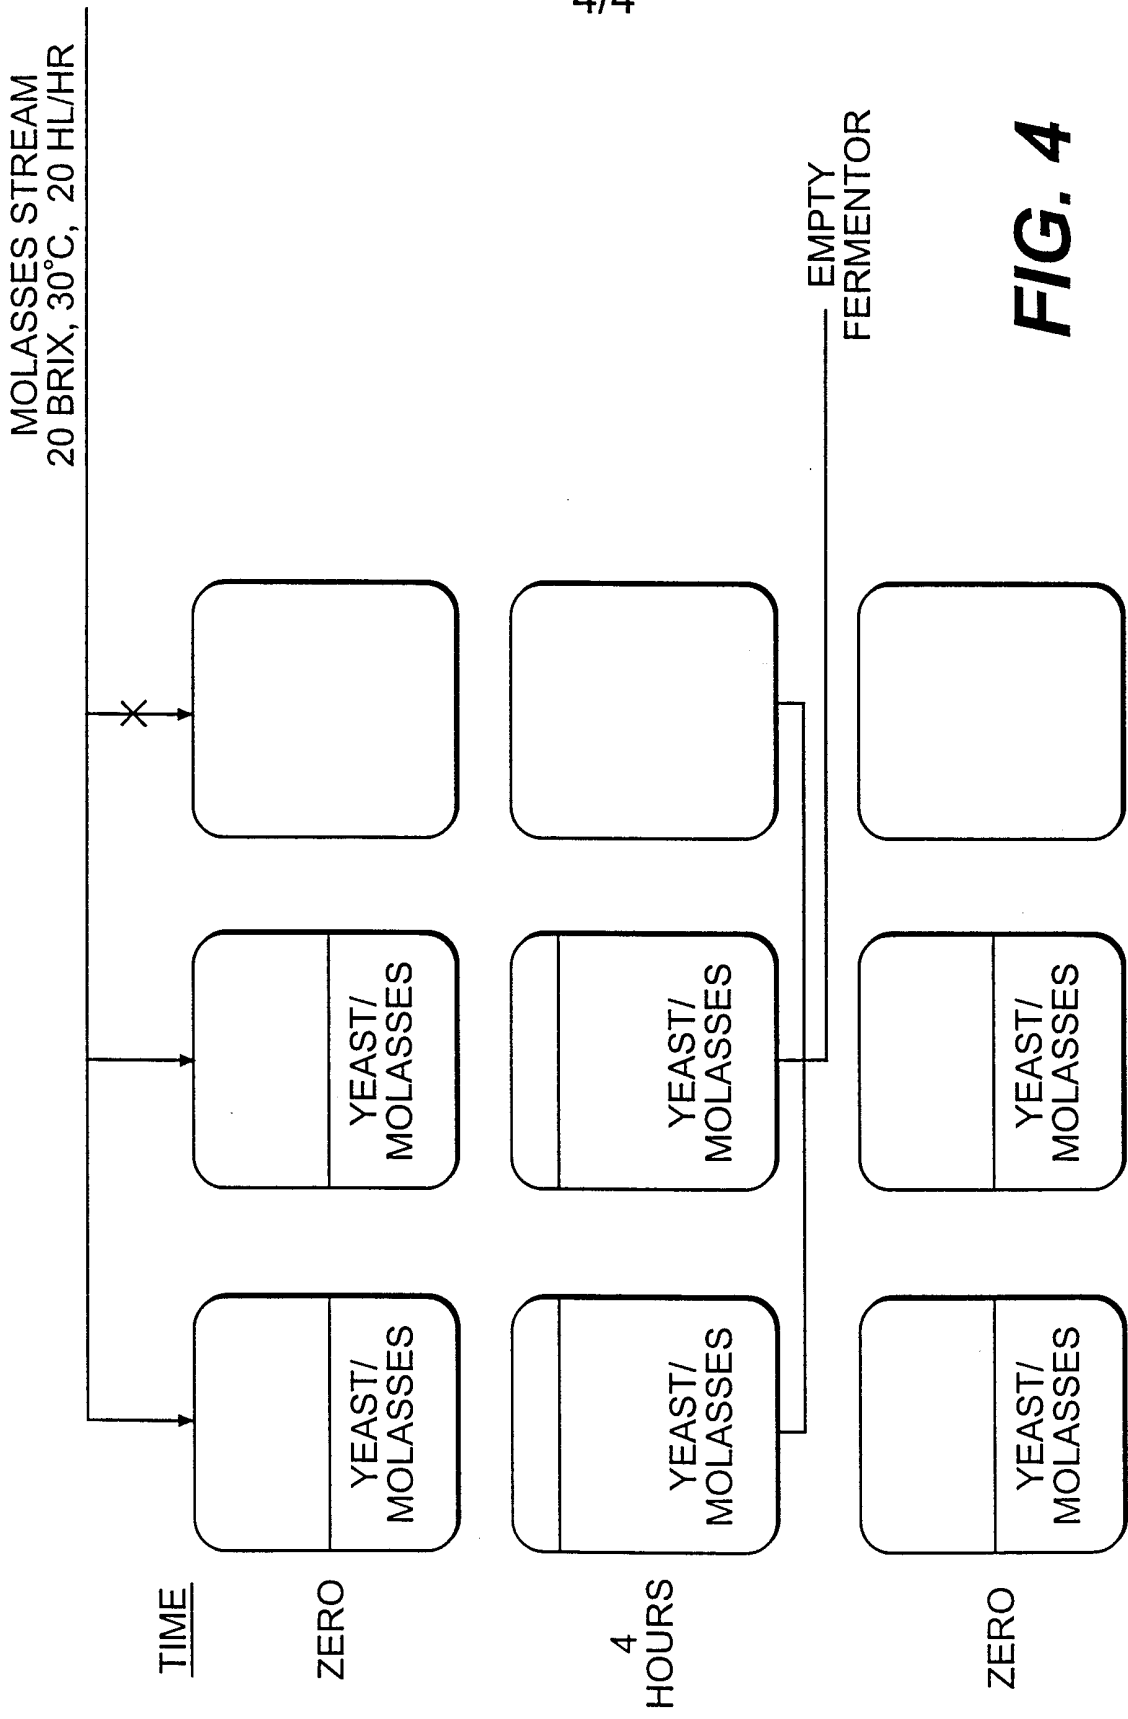 4/4
MOLASSES STREAM
20 BRIX, 30°C, 20 HL/HR
TIME
ZERO
YEAST/
MOLASSES
YEAST/
MOLASSES
4
HOURS
YEAST/
MOLASSES
YEAST/
MOLASSES
EMPTY
FERMENTOR
ZERO
YEAST/
MOLASSES
YEAST/
MOLASSES
FIG. 4